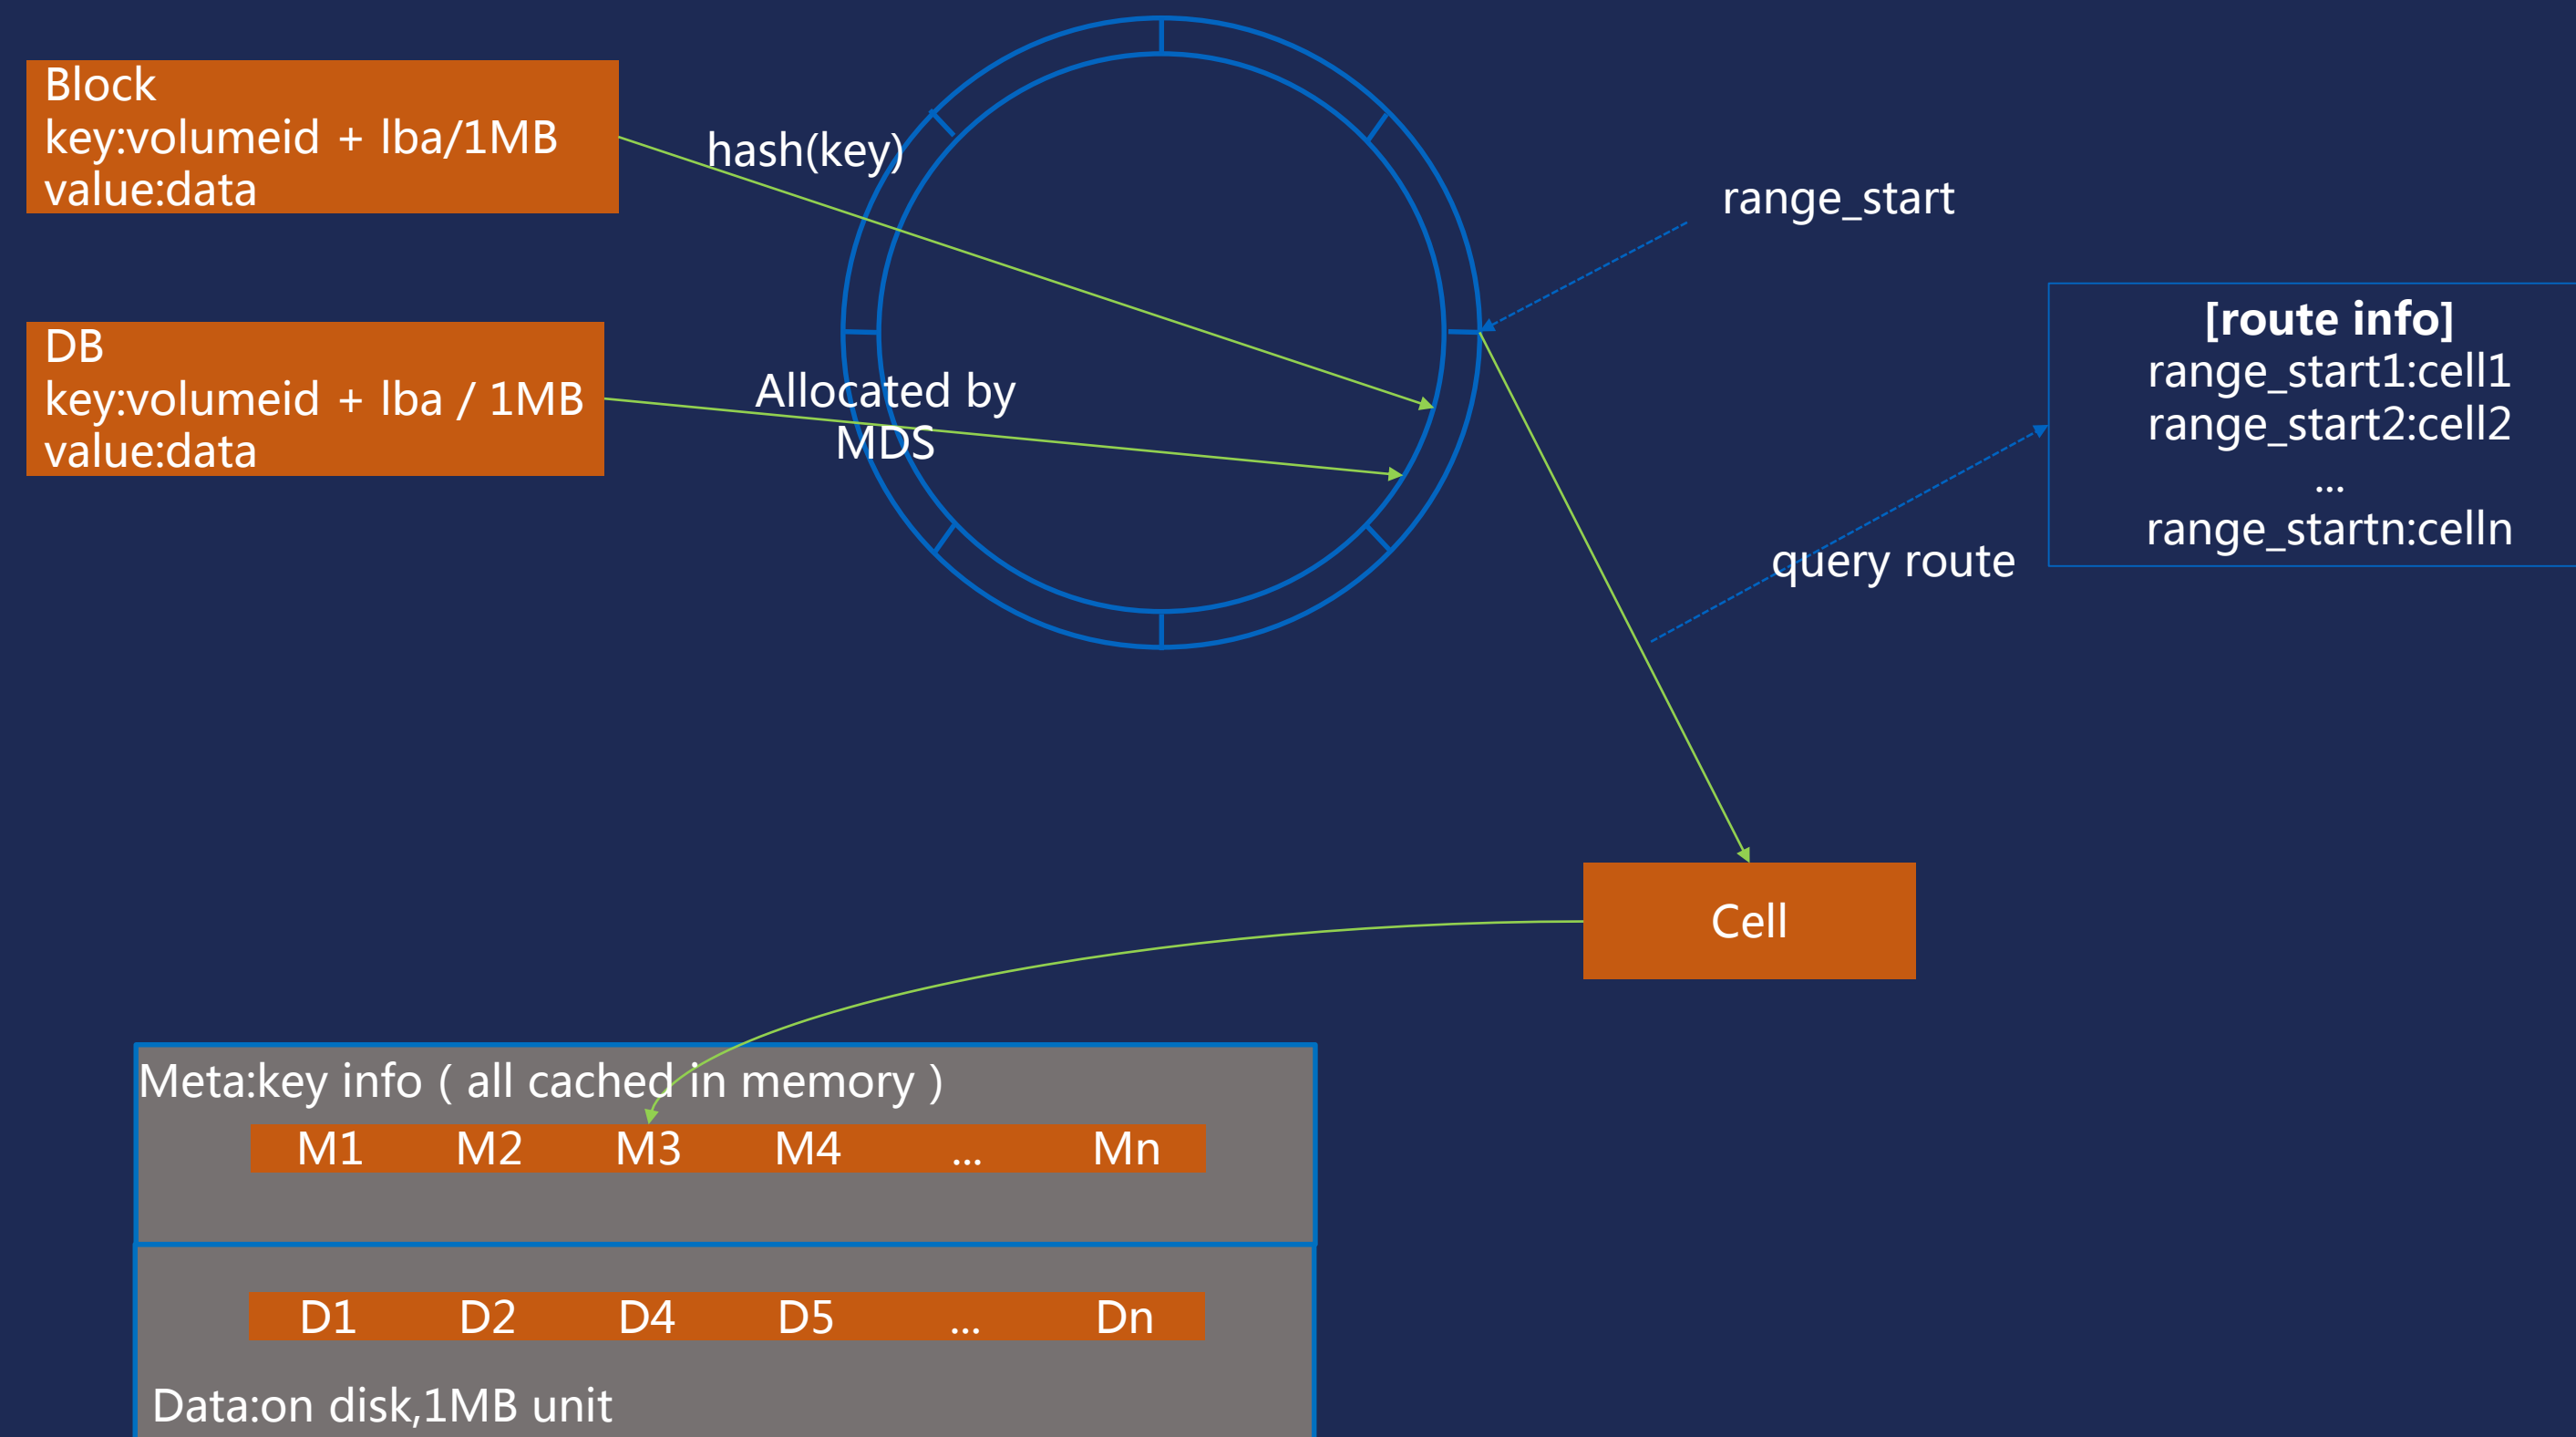 Block
key:volumeid + lba/1MB
value:data
hash(key)
range_start
DB
key:volumeid + lba / 1MB
value:data
Allocated by
MDS
[route info]
range_start1:cell1
range_start2:cell2
...
range_startn:celln
query route
Cell
Meta:key info ( all cached in memory )
M1 M2 M3 M4 ... Mn
D1 D2 D4 D5 ... Dn
Data:on disk,1MB unit